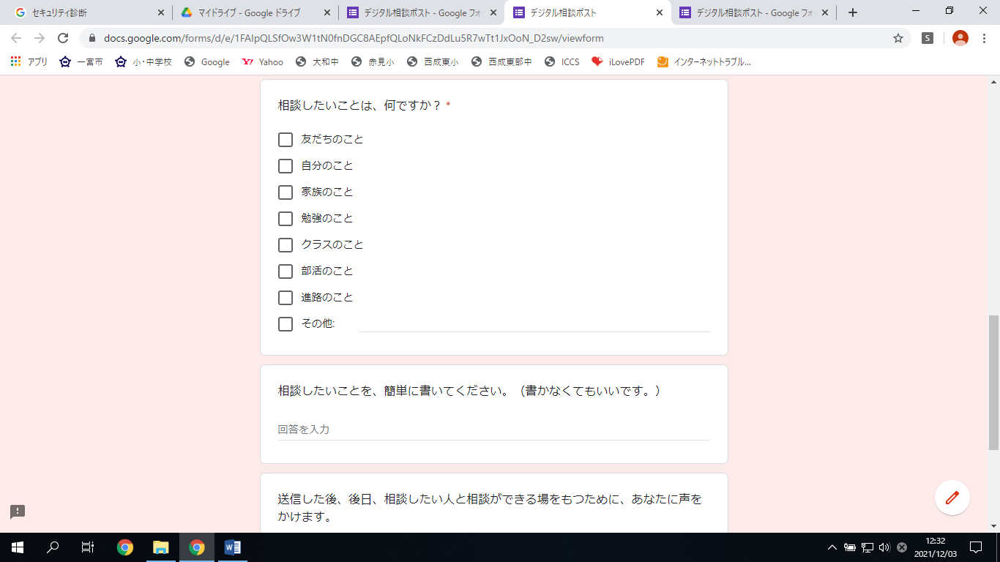 セキュリティ診断
マイドライブ - Google ドライブ
デジタル相談ポスト - Google フォ
デジタル相談ポスト
デジタル相談ポスト - Google フォ
docs.google.com/forms/d/e/1FAIpQLSfOw3W1tN0fnDGC8AEpfQLoNkFCzDdLu5R7wTt1JxOoN_D2sw/viewform
S
アプリ 一宮市 小・中学校 Google Yahoo 大和中 赤見小 西成東小 西成東部中 ICCS iLovePDF インターネットトラブル...
相談したいことは、何ですか？ *
友だちのこと
自分のこと
家族のこと
勉強のこと
クラスのこと
部活のこと
進路のこと
その他:
相談したいことを、簡単に書いてください。（書かなくてもいいです。）
回答を入力
送信した後、後日、相談したい人と相談ができる場をもつために、あなたに声を
かけます。
12:32
2021/12/03